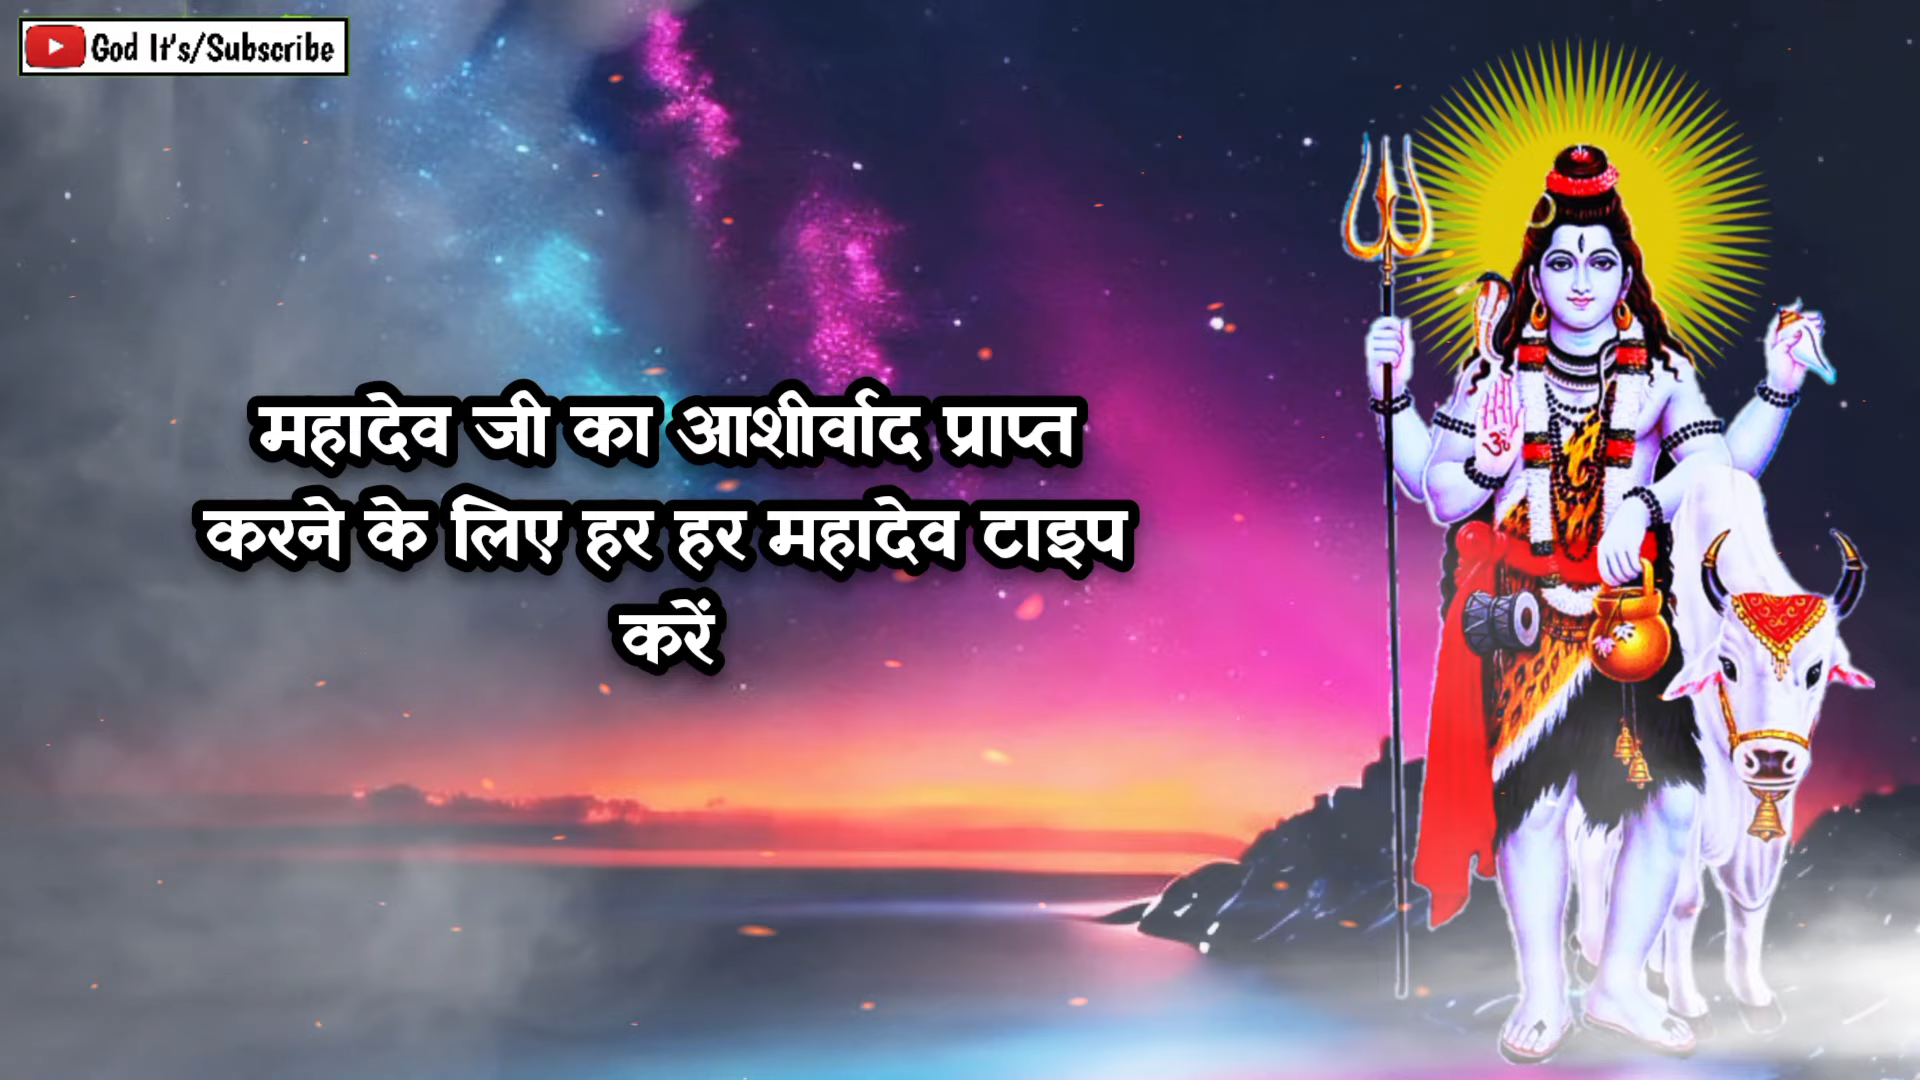 God It's/Subscribe
महादेव जी का आशीर्वाद प्राप्त
करने के लिए हर हर महादेव टाइप
करें
ॐ